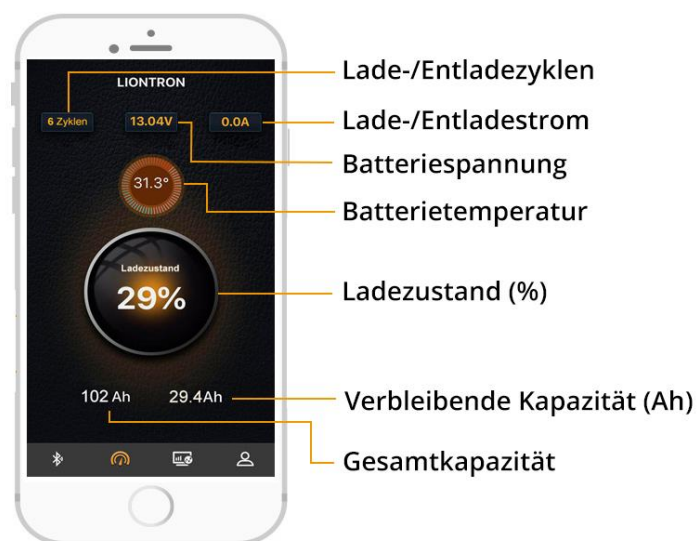 LIONTRON
6 Zyklen
13.04V
0.0A
31.3°
Ladezustand
29%
102 Ah
29.4Ah
Lade-/Entladezyklen
Lade-/Entladestrom
Batteriespannung
Batterietemperatur
Ladezustand (%)
Verbleibende Kapazität (Ah)
Gesamtkapazität